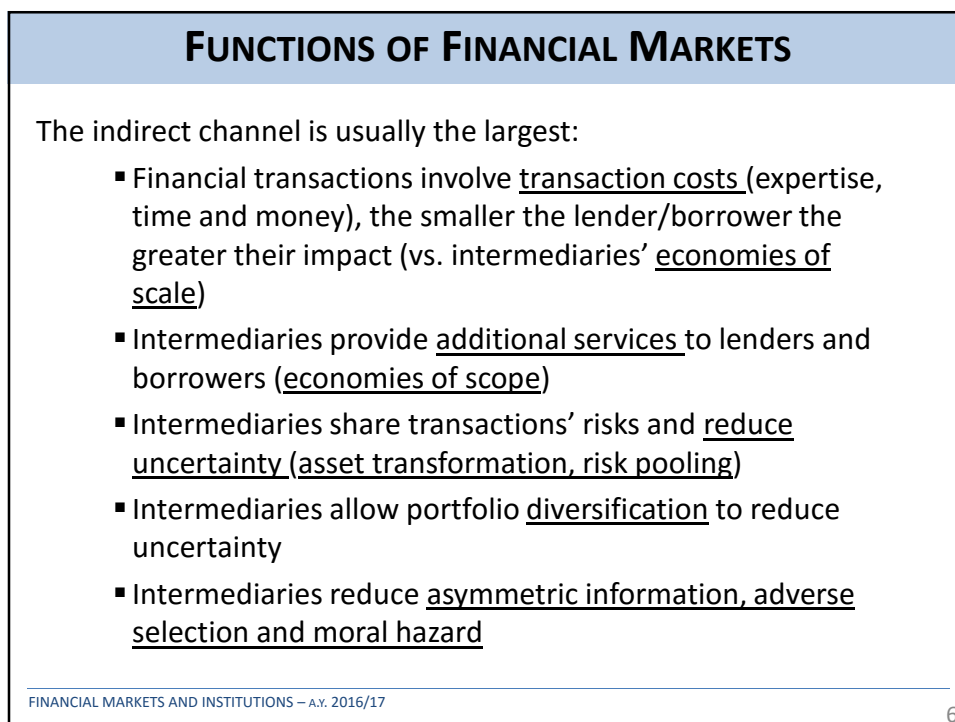 FUNCTIONS OF FINANCIAL MARKETS
The indirect channel is usually the largest:
▪ Financial transactions involve transaction costs (expertise,
time and money), the smaller the lender/borrower the
greater their impact (vs. intermediaries’ economies of
scale)
▪ Intermediaries provide additional services to lenders and
borrowers (economies of scope)
▪ Intermediaries share transactions’ risks and reduce
uncertainty (asset transformation, risk pooling)
▪ Intermediaries allow portfolio diversification to reduce
uncertainty
▪ Intermediaries reduce asymmetric information, adverse
selection and moral hazard
FINANCIAL MARKETS AND INSTITUTIONS – A.Y. 2016/17
6